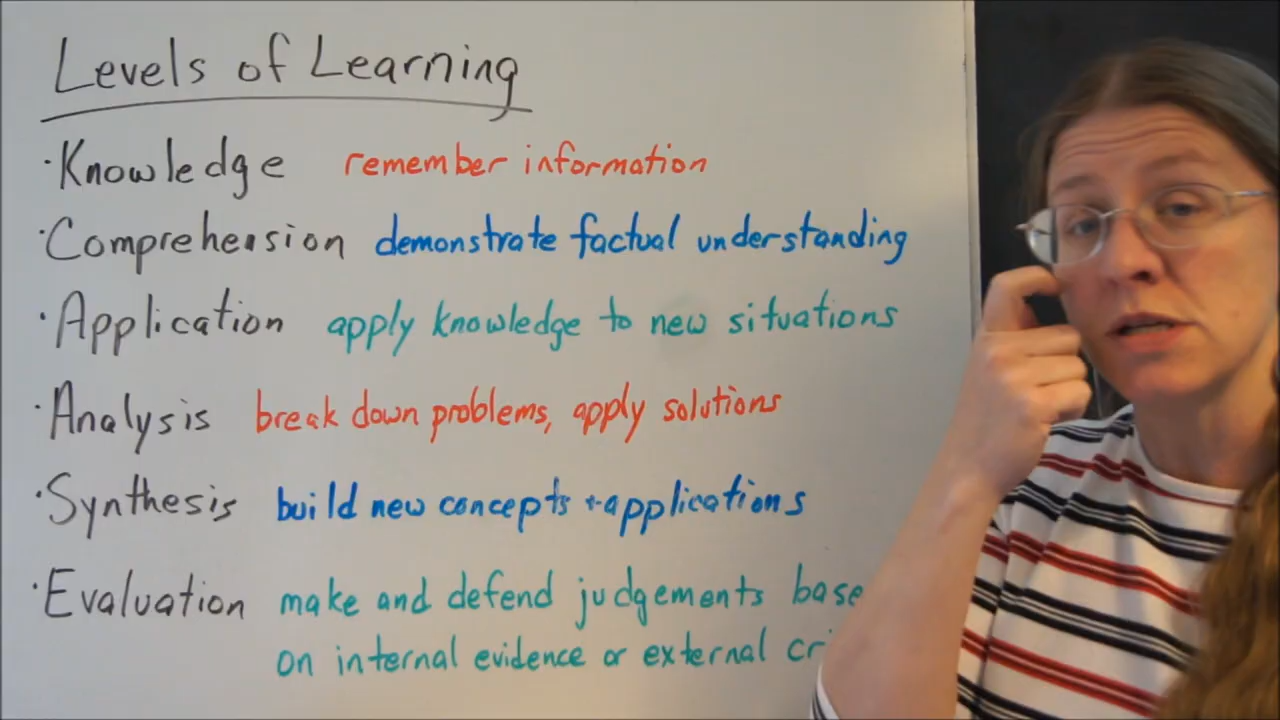 Levels of Learning
· Knowledge remember information
· Comprehension demonstrate factual understanding
· Application apply knowledge to new situations
· Analysis break down problems, apply solutions
· Synthesis build new concepts + applications
· Evaluation make and defend judgements base
on internal evidence or external cri